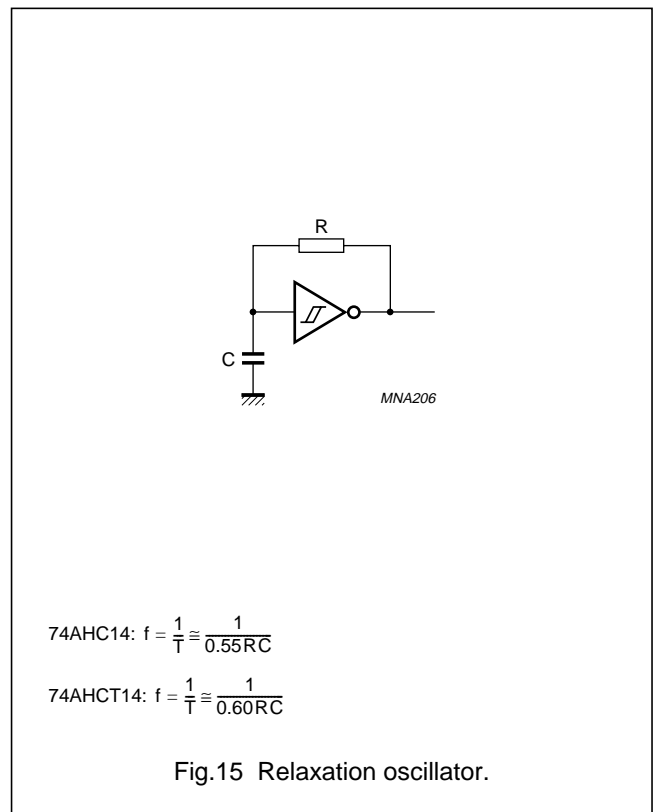 R
C
MNA206
74AHC14: f = 1/T ≅ 1/0.55RC
74AHCT14: f = 1/T ≅ 1/0.60RC
Fig.15 Relaxation oscillator.